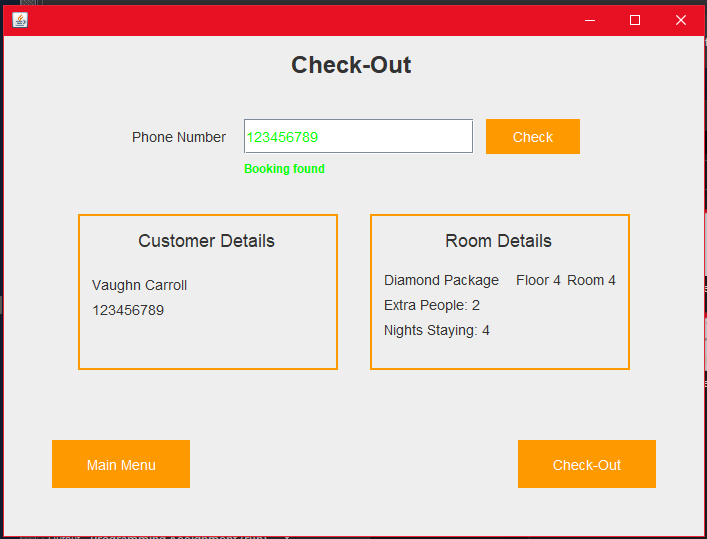 Check-Out
Phone Number 123456789 Check
Booking found
Customer Details
Vaughn Carroll
123456789
Room Details
Diamond Package Floor 4 Room 4
Extra People: 2
Nights Staying: 4
Main Menu
Check-Out